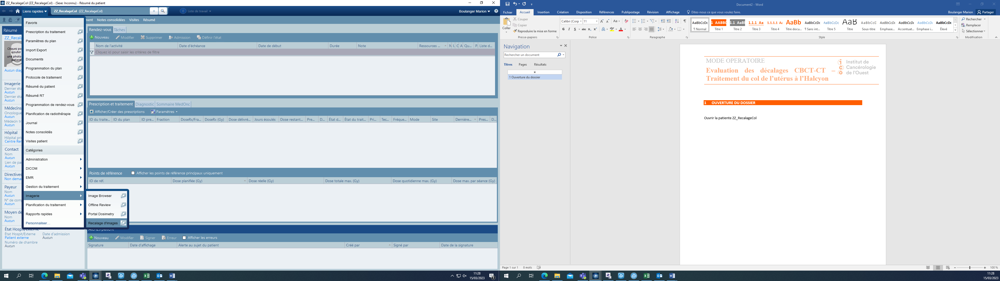 ZZ_RecalageCol (ZZ_RecalageCol) - (Sexe: Inconnu) - Résumé du patient
Liens rapides
ZZ_RecalageCol (ZZ_RecalageCol)
0 Liste de travail
Boulanger Marion
ment Notes consolidées Visites Résumé
Favoris
Prescription du traitement
Paramètres du plan
Import Export
Documents
Programmation du plan
Protocole de traitement
Résumé du patient
Résumé RT
Programmation de rendez-vous
Planification de radiothérapie
Journal
Notes consolidés
Visites patient
Catégories
Administration
DICOM
EMR
Gestion du traitement
Imagerie
Planification du traitement
Rapports rapides
Personnaliser...
Image Browser
Offline Review
Portal Dosimetry
Recalage d'images
Résumé
ZZ_Recala
Cliquez po
ajouter
une photo
patient
Aucun diag
Imagerie
Dernier éta
Aucun
Dernier éta
Aucun
Médecins
Oncologue
Aucun
Médecin tr
Aucun
Hôpital
Hôpital pri
Centre Ren
Contact
Nom
Aucun
Lien de pa
Aucun
Directives
Non dema
Payeur
Nom
Aucun
N° de comp
Aucun
Moyen de
Nom
Aucun
État Hospit/Externe
État Hospit/Externe Date d'admission
Patient externe Aucun
Numéro de chambre
Aucun
Rendez-vous Tâches
Nouveau Modifier Supprimer Admission Définir l'état
Nom de l'activité Date d'échéance Date de début Durée Note Ressources ... N I. C A Qu... P. Liste d...
Cliquez ici pour saisir les critères de filtre
Prescription et traitement Diagnostic Sommaire MedOnc
Afficher/Créer des prescriptions Paramètres
ID du traite... ID du plan ID pre... Fraction DoseRx/Fra... DoseRx (Gy) Dose délivré... Jours écoulés Dose restant... Pre... D... État d... État du trait... Pri... Tec... Fréque... Mode Site Dernière... Pres... D...
Points de référence Afficher les points de référence principaux uniquement
ID de réf. Dose planifiée (Gy) Dose réelle (Gy) Dose totale max. (Gy) Dose quotidienne max. (Gy) Dose max. par séance (Gy)
Alertes patient
Nouveau Modifier Signer Erreur Afficher les erreurs
Signature Date d'affichage Alerte au sujet du patient Créé par Signé par Date de la signature
11:28
15/03/2023
Document2 - Word
Fichier Accueil Insertion Création Disposition Références Publipostage Révision Affichage Dites-nous ce que vous voulez faire. Boulanger Marion Partager
Coller
Couper
Copier
Reproduire la mise en forme
Presse-papiers
Calibri (Corp 11
G I S abc x₂ x² A
Police
Paragraphe
AaBbCcDc 1 AABBC 1.1 AaB 1.1.1 Aa 1.1.1.1 Aa AaBb AaBbCcDc AaBbCcDc AaB AaBbCcD AaBbCcDc AaBbCcDc AaBbCcDc AaBbCcDc
¶ Normal Titre 1 Titre 2 Titre 3 Titre 4 Titre docu... ¶ Sans int... Titre 5 Titre Sous-titre Emphase... Accentuat... Emphase i... Élevé
Style
Rechercher
Remplacer
Sélectionner
Modification
Navigation
Rechercher un document
Titres Pages Résultats
1 Ouverture du dossier
MODE OPERATOIRE
Evaluation des décalages CBCT-CT –
Traitement du col de l'utérus à l'Halcyon
ico
Institut de
Cancérologie
de l'Ouest
1 OUVERTURE DU DOSSIER
Ouvrir la patiente ZZ_RecalageCol
Page 1 sur 1 8 mots
100 %
11:28
15/03/2023